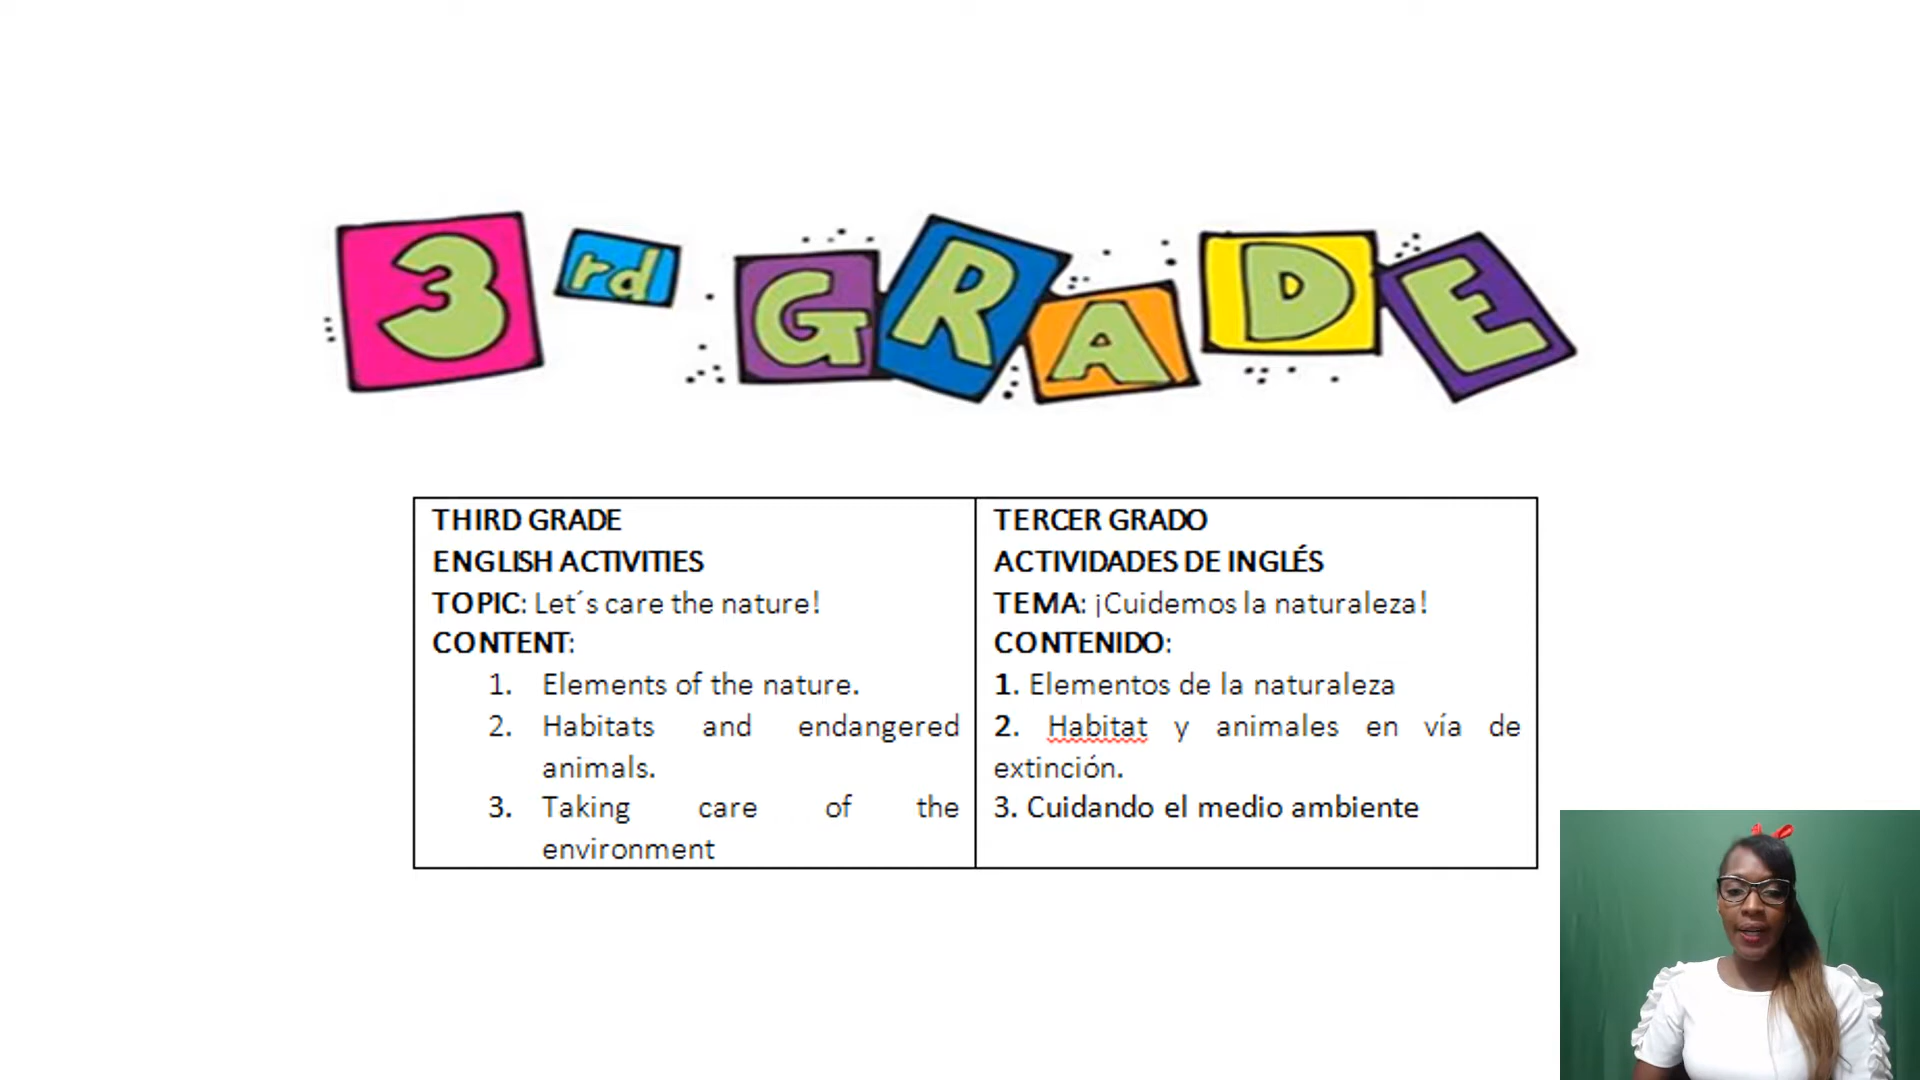 3rd GRADE
THIRD GRADE
ENGLISH ACTIVITIES
TOPIC: Let´s care the nature!
CONTENT:
1. Elements of the nature.
2. Habitats and endangered
animals.
3. Taking care of the
environment
TERCER GRADO
ACTIVIDADES DE INGLÉS
TEMA: ¡Cuidemos la naturaleza!
CONTENIDO:
1. Elementos de la naturaleza
2. Habitat y animales en vía de
extinción.
3. Cuidando el medio ambiente